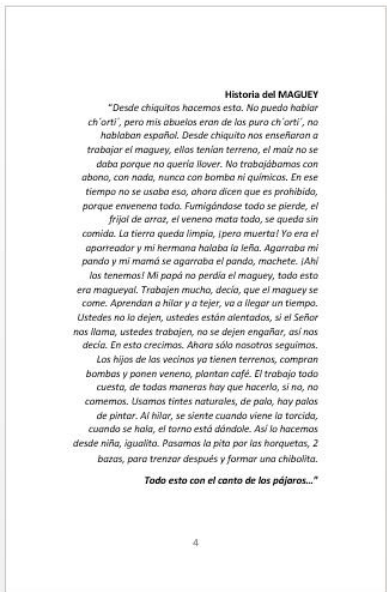 Historia del MAGUEY
"Desde chiquitos hacemos esto. No puedo hablar
ch´orti´, pero mis abuelos eran de los puro ch´orti´, no
hablaban español. Desde chiquito nos enseñaron a
trabajar el maguey, ellos tenían terreno, el maíz no se
daba porque no quería llover. No trabajábamos con
abono, con nada, nunca con bomba ni químicos. En ese
tiempo no se usaba eso, ahora dicen que es prohibido,
porque envenena todo. Fumigándose todo se pierde, el
frijol de arroz, el veneno mata todo, se queda sin
comida. La tierra queda limpia, ¡pero muerta! Yo era el
aporreador y mi hermana halaba la leña. Agarraba mi
pando y mi mamá se agarraba el pando, machete. ¡Ahí
los tenemos! Mi papá no perdía el maguey, todo esto
era magueyal. Trabajen mucho, decía, que el maguey se
come. Aprendan a hilar y a tejer, va a llegar un tiempo.
Ustedes no lo dejen, ustedes están alentados, si el Señor
nos llama, ustedes trabajen, no se dejen engañar, así nos
decía. En esto crecimos. Ahora sólo nosotros seguimos.
Los hijos de los vecinos ya tienen terrenos, compran
bombas y ponen veneno, plantan café. El trabajo todo
cuesta, de todas maneras hay que hacerlo, si no, no
comemos. Usamos tintes naturales, de palo, hay palos
de pintar. Al hilar, se siente cuando viene la torcida,
cuando se hala, el torno está dándole. Así lo hacemos
desde niña, igualito. Pasamos la pita por las horquetas, 2
bazas, para trenzar después y formar una chibolita.
Todo esto con el canto de los pájaros…"
4